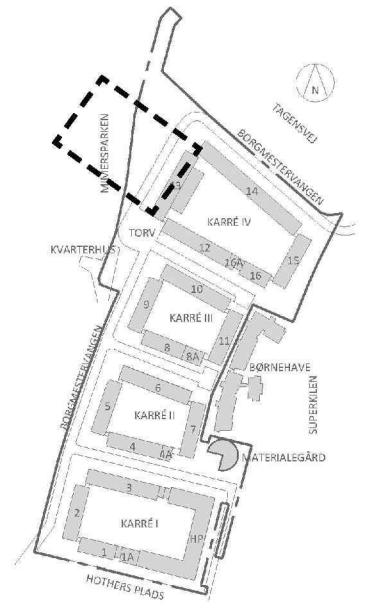 N
TAGENSVEJ
BORGMESTERVANGEN
MIMERSPARKEN
13
14
KARRÉ IV
TORV
12
16A
16
15
KVARTERHUS
10
9
KARRÉ III
11
8
8A
BØRNEHAVE
6
5
KARRÉ II
7
4
4A
BORGMESTERVANGEN
SUPERKILEN
MATERIALEGÅRD
3
2
KARRÉ I
HP
1
1A
HOTHERS PLADS